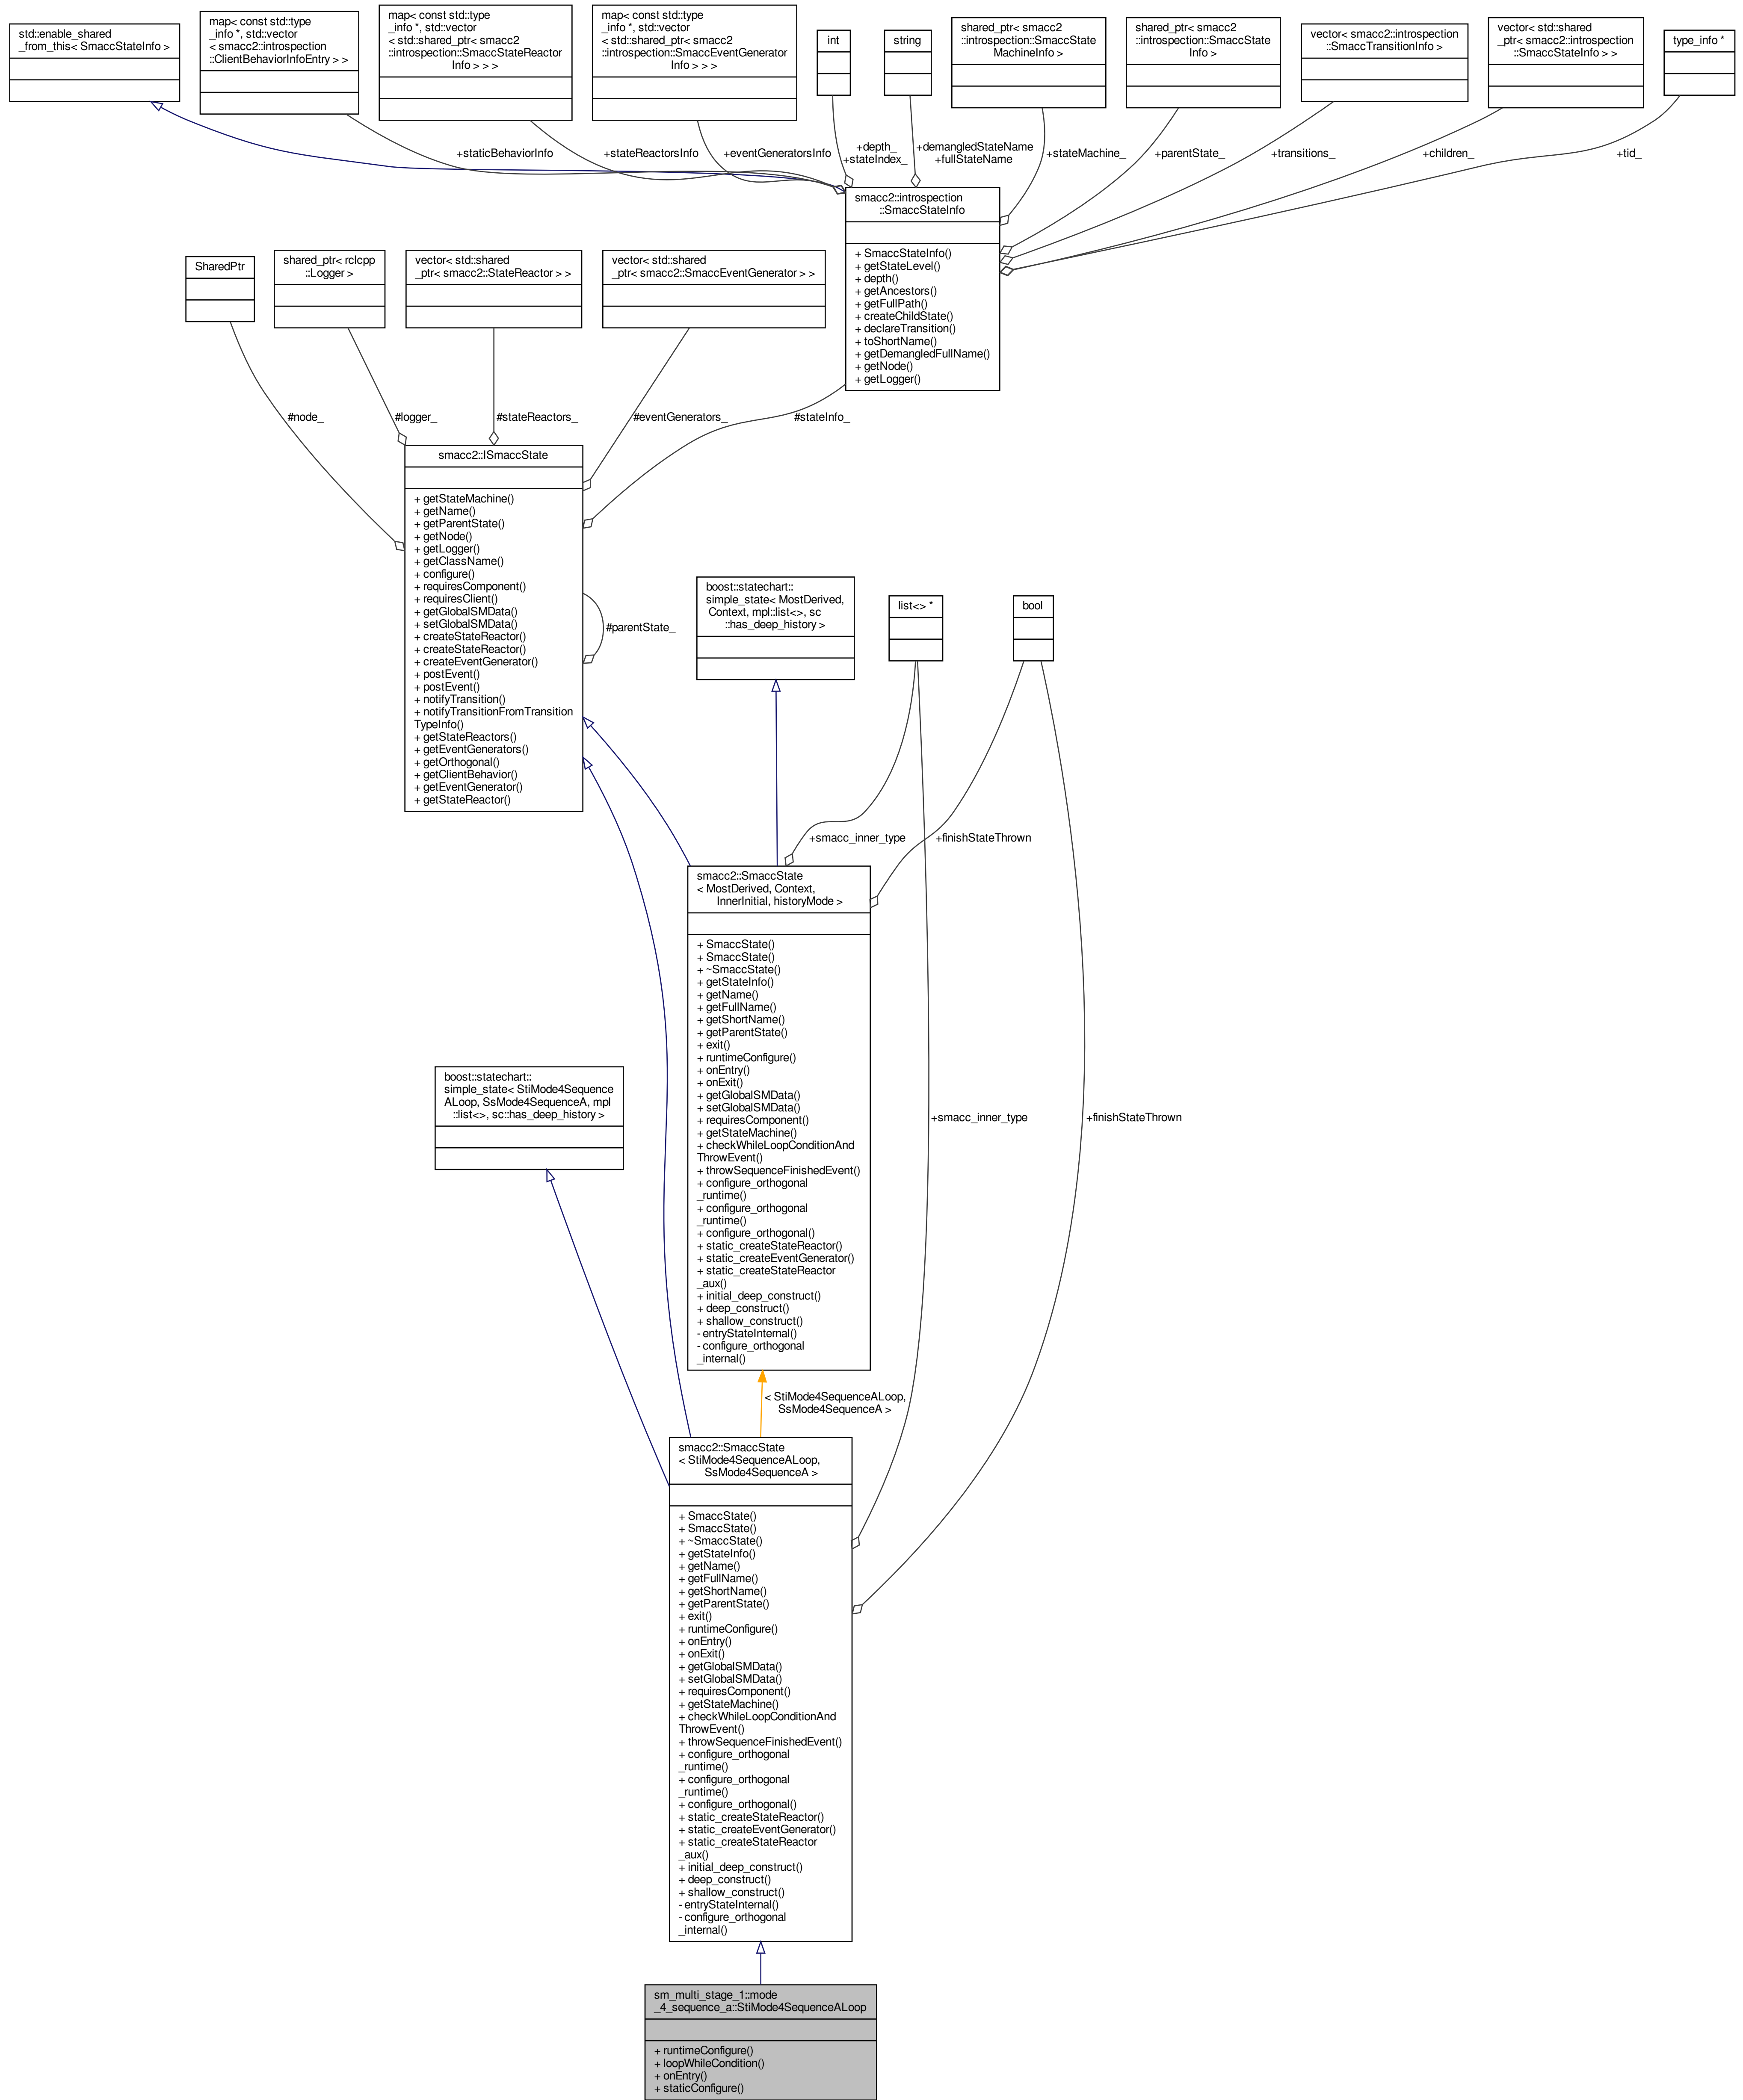 std::enable_shared
_from_this< SmaccStateInfo >
map< const std::type
_info *, std::vector
< smacc2::introspection
::ClientBehaviorInfoEntry > >
map< const std::type
_info *, std::vector
< std::shared_ptr< smacc2
::introspection::SmaccStateReactor
Info > > >
map< const std::type
_info *, std::vector
< std::shared_ptr< smacc2
::introspection::SmaccEventGenerator
Info > > >
int
string
shared_ptr< smacc2
::introspection::SmaccState
MachineInfo >
shared_ptr< smacc2
::introspection::SmaccState
Info >
vector< smacc2::introspection
::SmaccTransitionInfo >
vector< std::shared
_ptr< smacc2::introspection
::SmaccStateInfo > >
type_info *
+staticBehaviorInfo
+stateReactorsInfo
+eventGeneratorsInfo
+depth_
+stateIndex_
+demangledStateName
+fullStateName
+stateMachine_
+parentState_
+transitions_
+children_
+tid_
smacc2::introspection
::SmaccStateInfo
+ SmaccStateInfo()
+ getStateLevel()
+ depth()
+ getAncestors()
+ getFullPath()
+ createChildState()
+ declareTransition()
+ toShortName()
+ getDemangledFullName()
+ getNode()
+ getLogger()
SharedPtr
shared_ptr< rclcpp
::Logger >
vector< std::shared
_ptr< smacc2::StateReactor > >
vector< std::shared
_ptr< smacc2::SmaccEventGenerator > >
#node_
#logger_
#stateReactors_
#eventGenerators_
#stateInfo_
smacc2::ISmaccState
+ getStateMachine()
+ getName()
+ getParentState()
+ getNode()
+ getLogger()
+ getClassName()
+ configure()
+ requiresComponent()
+ requiresClient()
+ getGlobalSMData()
+ setGlobalSMData()
+ createStateReactor()
+ createStateReactor()
+ createEventGenerator()
+ postEvent()
+ postEvent()
+ notifyTransition()
+ notifyTransitionFromTransition
TypeInfo()
+ getStateReactors()
+ getEventGenerators()
+ getOrthogonal()
+ getClientBehavior()
+ getEventGenerator()
+ getStateReactor()
#parentState_
boost::statechart::
simple_state< MostDerived,
Context, mpl::list<>, sc
::has_deep_history >
list<> *
bool
+smacc_inner_type
+finishStateThrown
smacc2::SmaccState
< MostDerived, Context,
InnerInitial, historyMode >
+ SmaccState()
+ SmaccState()
+ ~SmaccState()
+ getStateInfo()
+ getName()
+ getFullName()
+ getShortName()
+ getParentState()
+ exit()
+ runtimeConfigure()
+ onEntry()
+ onExit()
+ getGlobalSMData()
+ setGlobalSMData()
+ requiresComponent()
+ getStateMachine()
+ checkWhileLoopConditionAnd
ThrowEvent()
+ throwSequenceFinishedEvent()
+ configure_orthogonal
_runtime()
+ configure_orthogonal
_runtime()
+ configure_orthogonal()
+ static_createStateReactor()
+ static_createEventGenerator()
+ static_createStateReactor
_aux()
+ initial_deep_construct()
+ deep_construct()
+ shallow_construct()
- entryStateInternal()
- configure_orthogonal
_internal()
boost::statechart::
simple_state< StiMode4Sequence
ALoop, SsMode4SequenceA, mpl
::list<>, sc::has_deep_history >
+smacc_inner_type
+finishStateThrown
< StiMode4SequenceALoop,
SsMode4SequenceA >
smacc2::SmaccState
< StiMode4SequenceALoop,
SsMode4SequenceA >
+ SmaccState()
+ SmaccState()
+ ~SmaccState()
+ getStateInfo()
+ getName()
+ getFullName()
+ getShortName()
+ getParentState()
+ exit()
+ runtimeConfigure()
+ onEntry()
+ onExit()
+ getGlobalSMData()
+ setGlobalSMData()
+ requiresComponent()
+ getStateMachine()
+ checkWhileLoopConditionAnd
ThrowEvent()
+ throwSequenceFinishedEvent()
+ configure_orthogonal
_runtime()
+ configure_orthogonal
_runtime()
+ configure_orthogonal()
+ static_createStateReactor()
+ static_createEventGenerator()
+ static_createStateReactor
_aux()
+ initial_deep_construct()
+ deep_construct()
+ shallow_construct()
- entryStateInternal()
- configure_orthogonal
_internal()
sm_multi_stage_1::mode
_4_sequence_a::StiMode4SequenceALoop
+ runtimeConfigure()
+ loopWhileCondition()
+ onEntry()
+ staticConfigure()